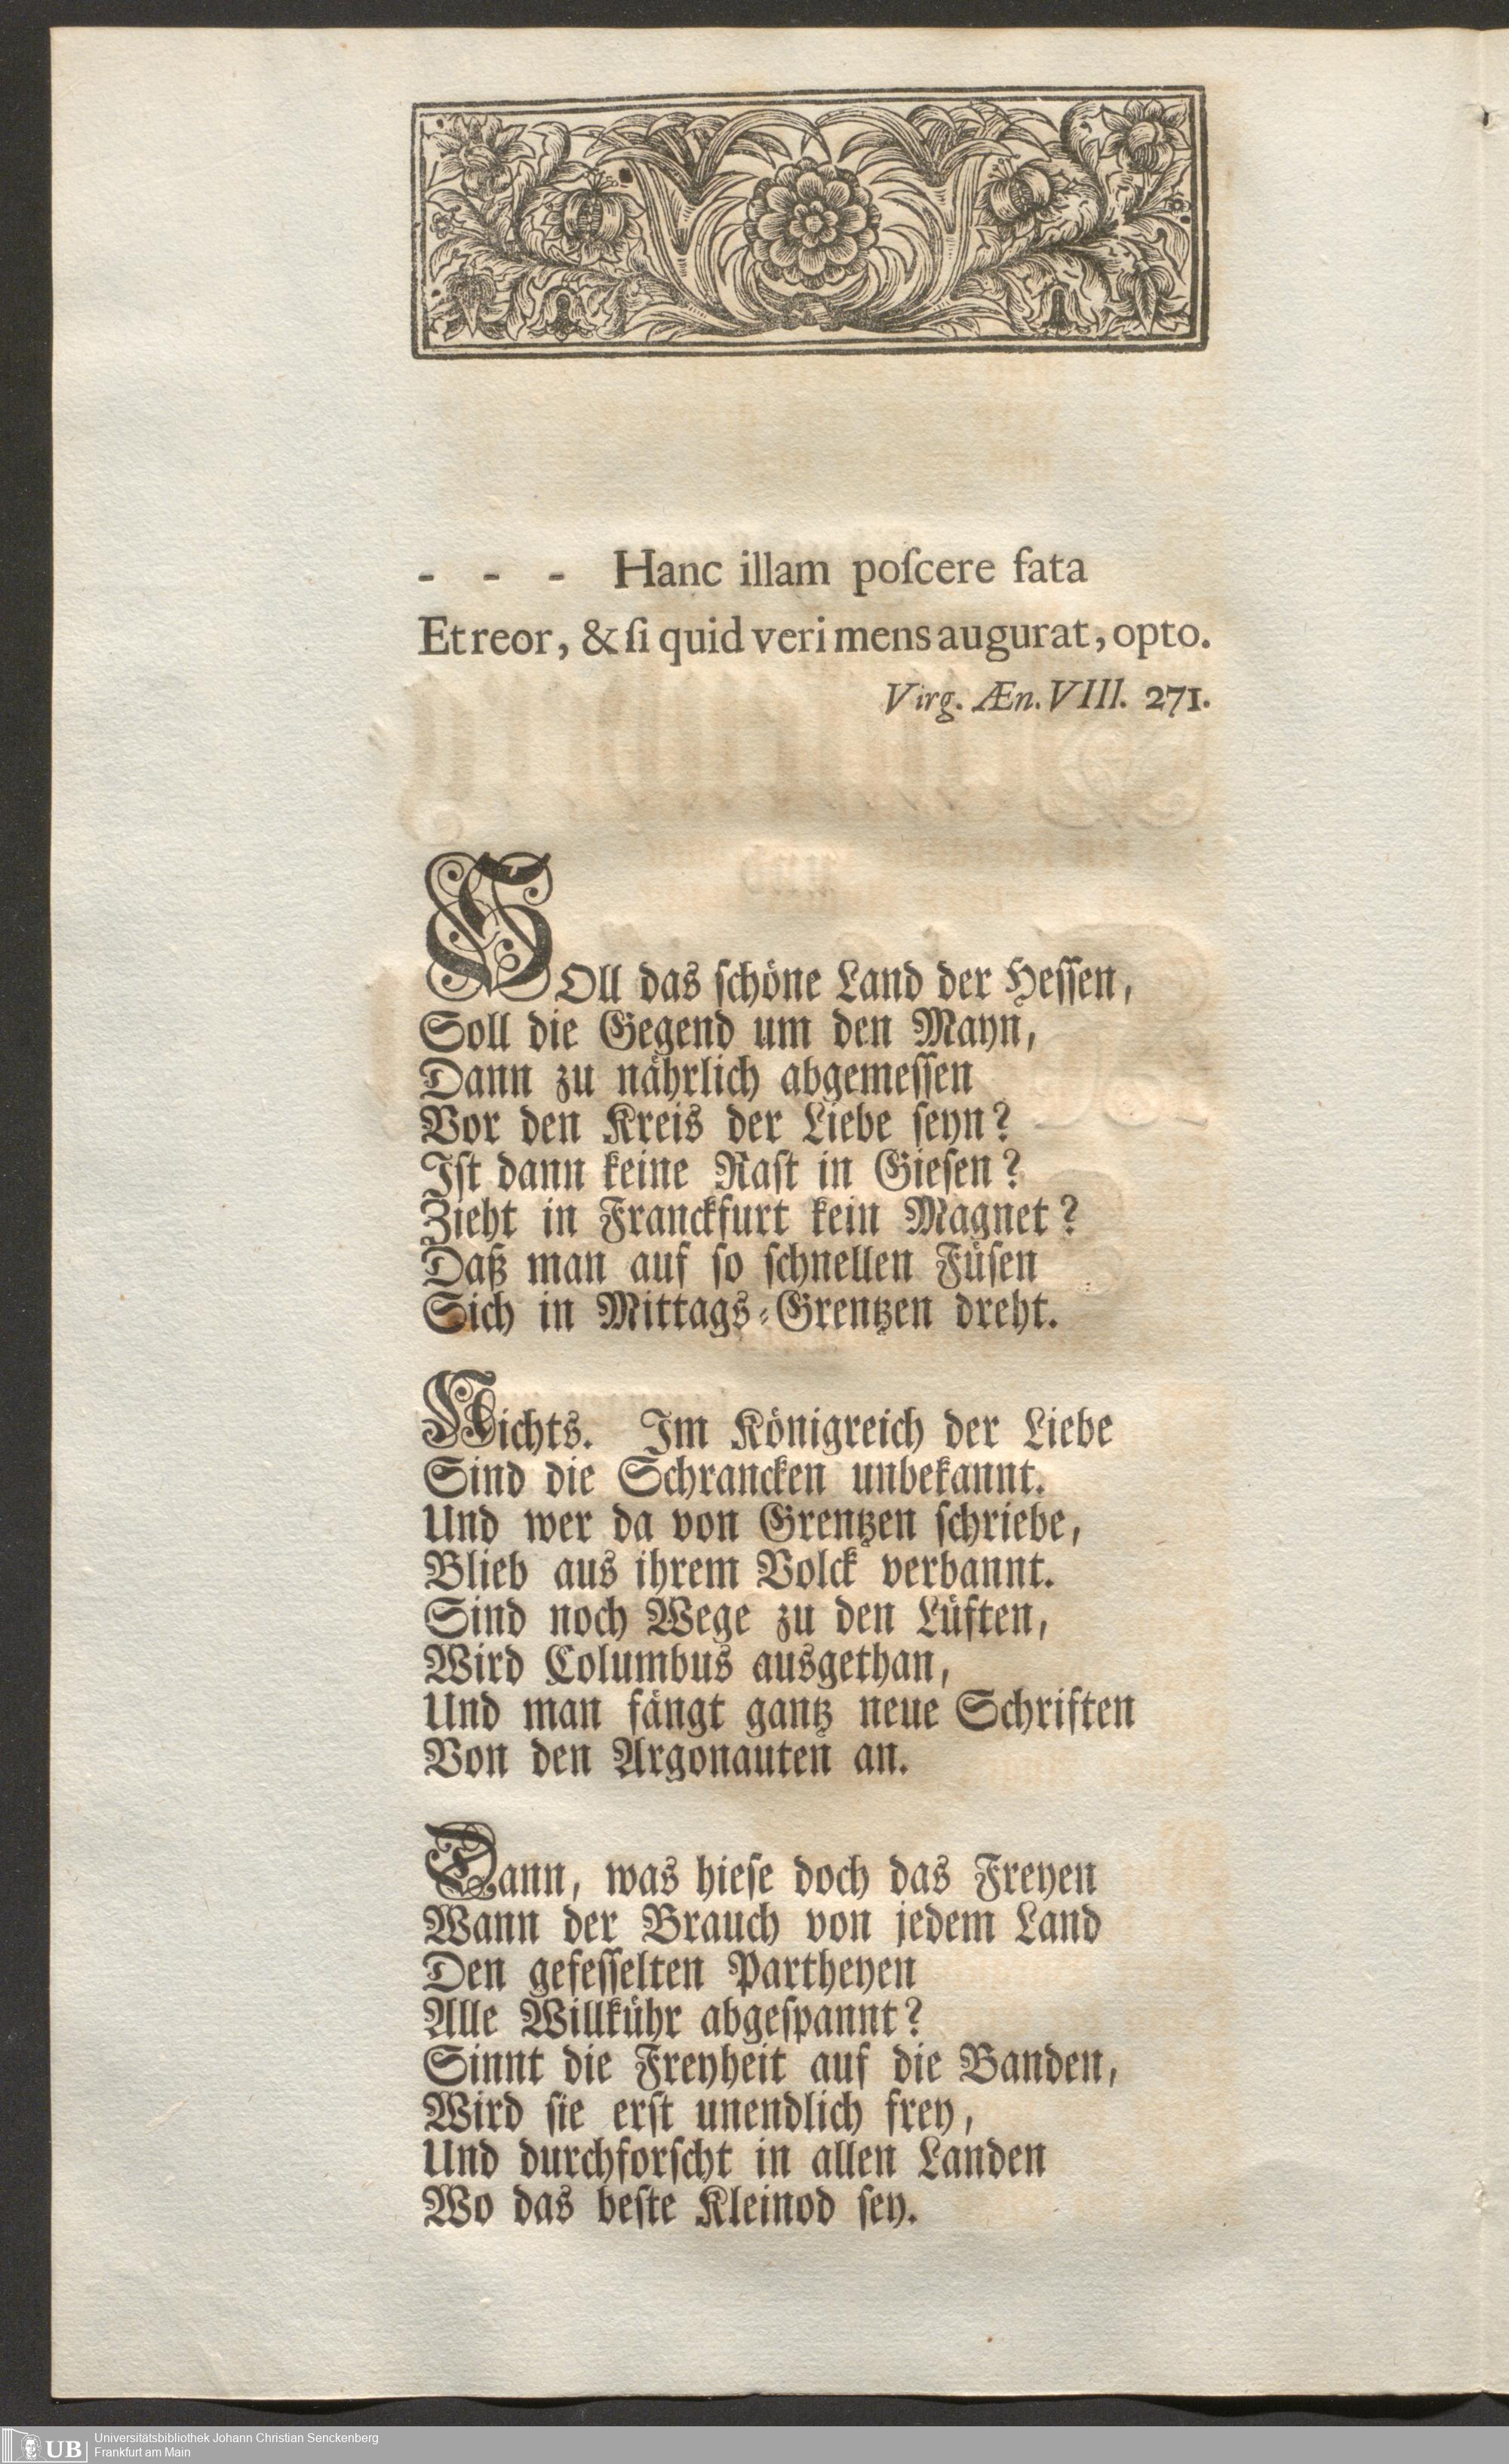 - - - Hanc illam poſcere fata
Et reor, & ſi quid veri mens augurat, opto.
Virg. Æn. VIII. 271.
SOll das ſchöne Land der Heſſen,
Soll die Gegend um den Mayn,
Dann zu nährlich abgemeſſen
Vor den Kreis der Liebe ſeyn?
Iſt dann keine Raſt in Gieſen?
Zieht in Franckfurt kein Magnet?
Daß man auf ſo ſchnellen Füſen
Sich in Mittags-Grentzen dreht.
Nichts. Im Königreich der Liebe
Sind die Schrancken unbekannt.
Und wer da von Grentzen ſchriebe,
Blieb aus ihrem Volck verbannt.
Sind noch Wege zu den Lüften,
Wird Columbus ausgethan,
Und man fängt gantz neue Schriften
Von den Argonauten an.
Dann, was hieſe doch das Freyen
Wann der Brauch von jedem Land
Den gefeſſelten Partheyen
Alle Willkühr abgeſpannt?
Sinnt die Freyheit auf die Banden,
Wird ſie erſt unendlich frey,
Und durchforſcht in allen Landen
Wo das beſte Kleinod ſey.
UB
Universitätsbibliothek Johann Christian Senckenberg
Frankfurt am Main